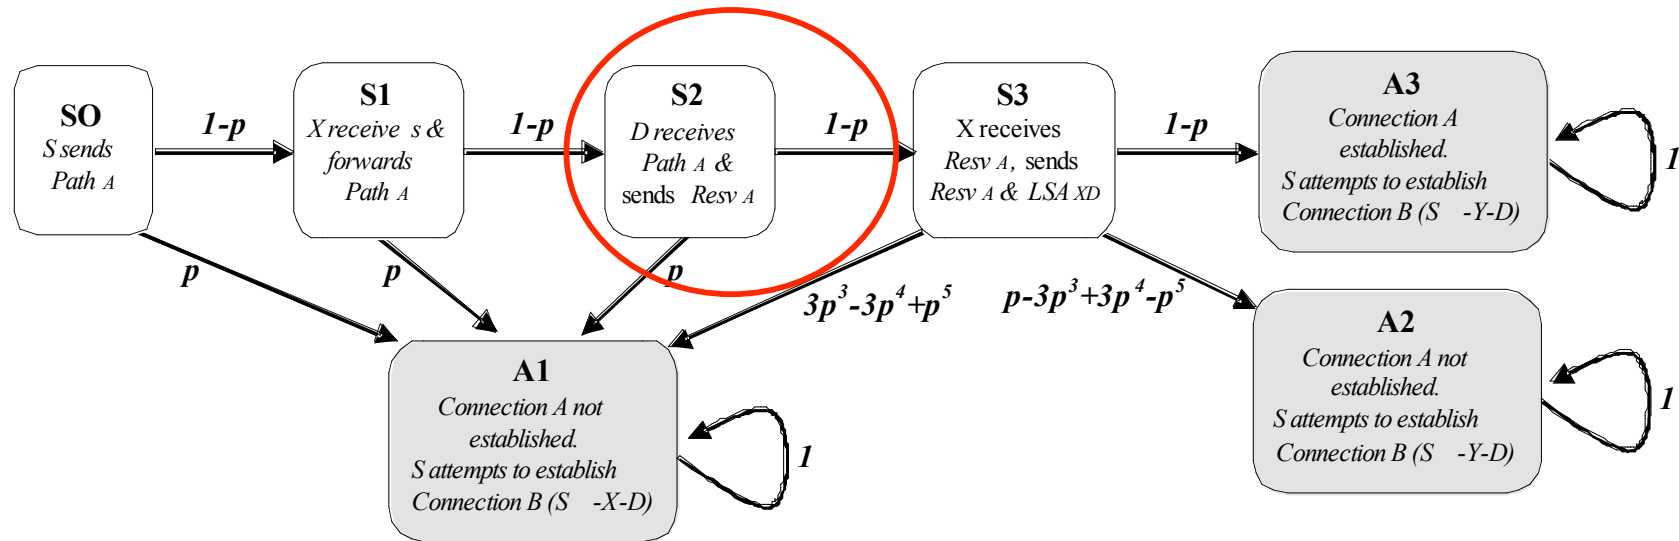 SO
S sends
Path A
1-p
S1
X receive s &
forwards
Path A
1-p
S2
D receives
Path A &
sends Resv A
1-p
S3
X receives
Resv A, sends
Resv A & LSA XD
1-p
A3
Connection A
established.
S attempts to establish
Connection B (S -Y-D)
1
p
p
p
3p³-3p⁴+p⁵
p-3p³+3p⁴-p⁵
A1
Connection A not
established.
S attempts to establish
Connection B (S -X-D)
1
A2
Connection A not
established.
S attempts to establish
Connection B (S -Y-D)
1